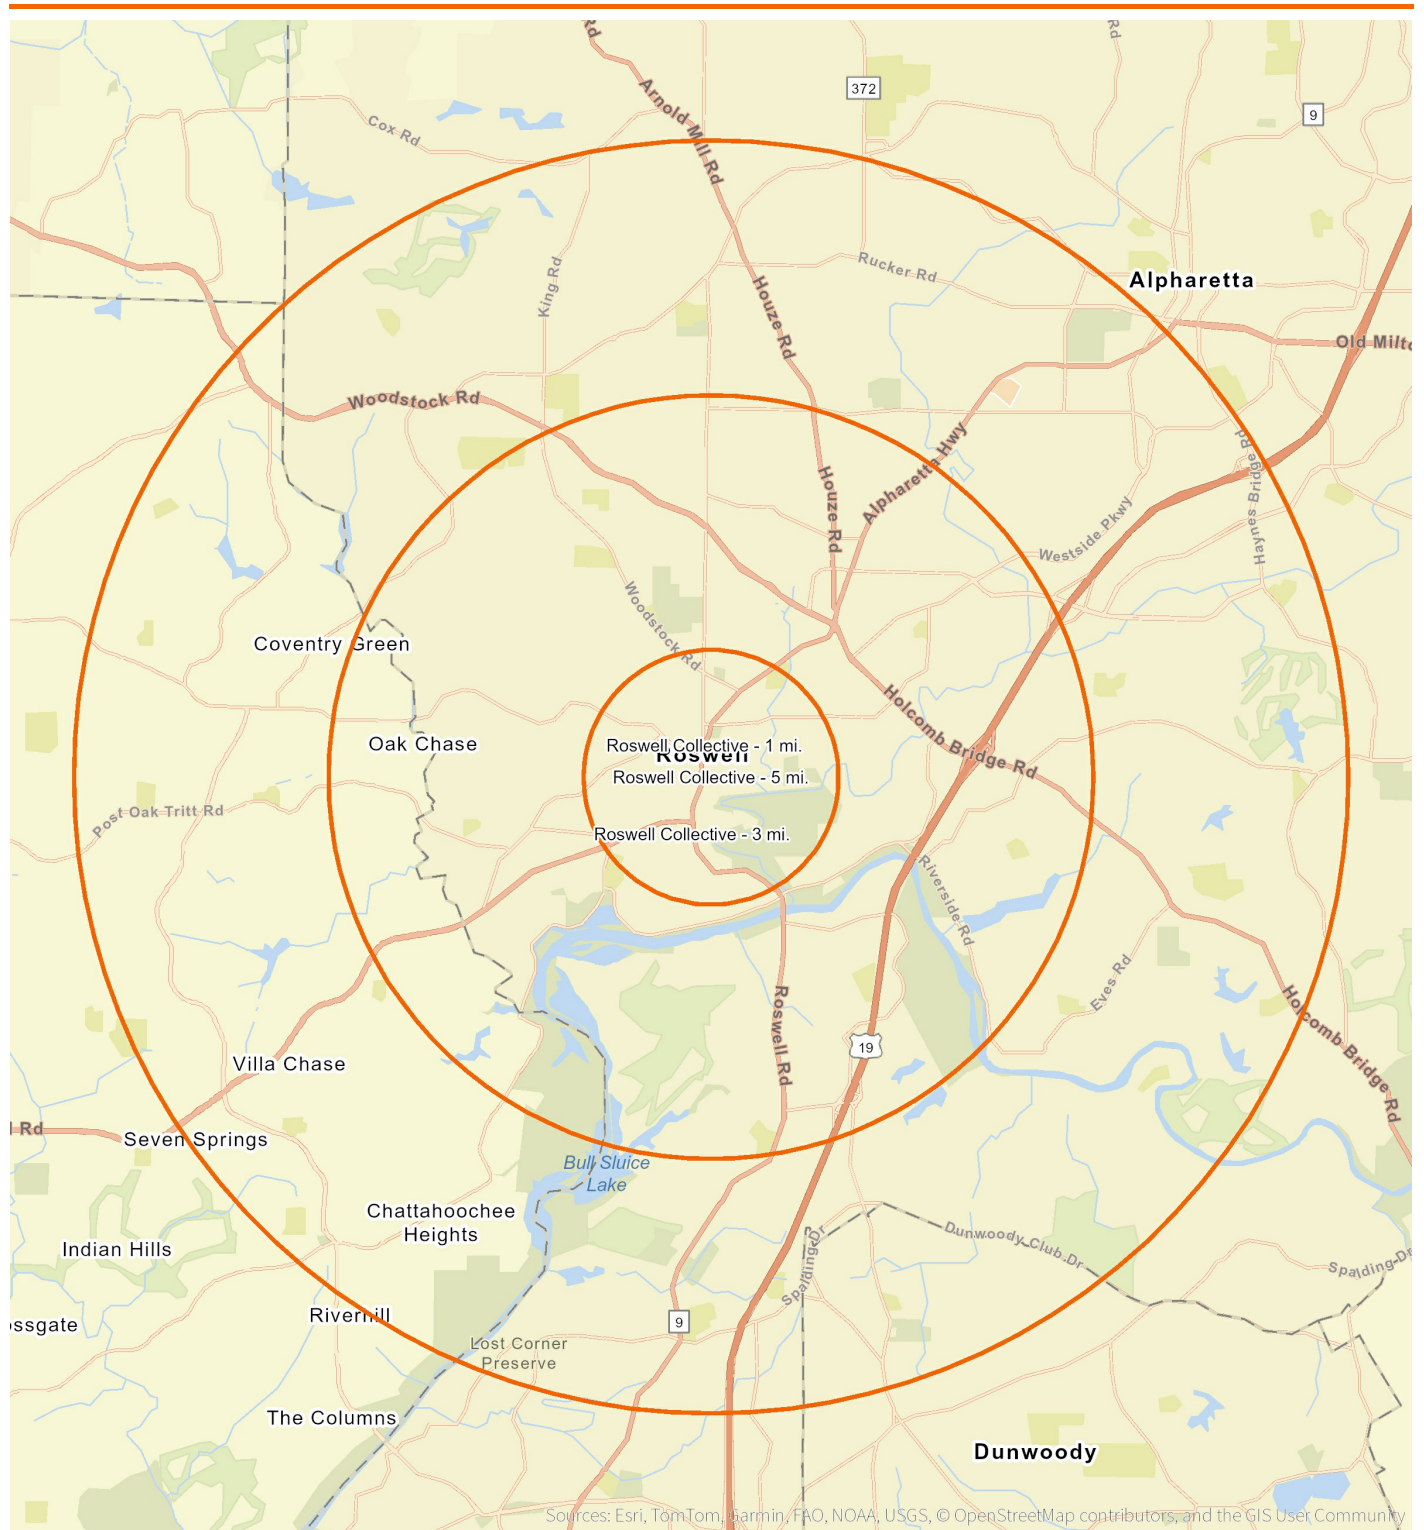 Rd
Rd
372
9
Arnold Mill Rd
Cox Rd
Rucker Rd
King Rd
Alpharetta
Houze Rd
Old Milto
Woodstock Rd
Alpharetta Hwy
Haynes Bridge Rd
Houze Rd
Westside Pkwy
Woodstock Rd
Coventry Green
Holcomb Bridge Rd
Oak Chase
Roswell Collective - 1 mi.
Roswell
Roswell Collective - 5 mi.
Post Oak Tritt Rd
Roswell Collective - 3 mi.
Riverside Rd
Eves Rd
Roswell Rd
Holcomb Bridge Rd
19
Villa Chase
l Rd
Seven Springs
Bull Sluice
Lake
Chattahoochee
Heights
Indian Hills
Spalding Dr
Dunwoody Club Dr
Spalding Dr
Riverhill
9
ossgate
Lost Corner
Preserve
The Columns
Dunwoody
Sources: Esri, TomTom, Garmin, FAO, NOAA, USGS, © OpenStreetMap contributors, and the GIS User Community